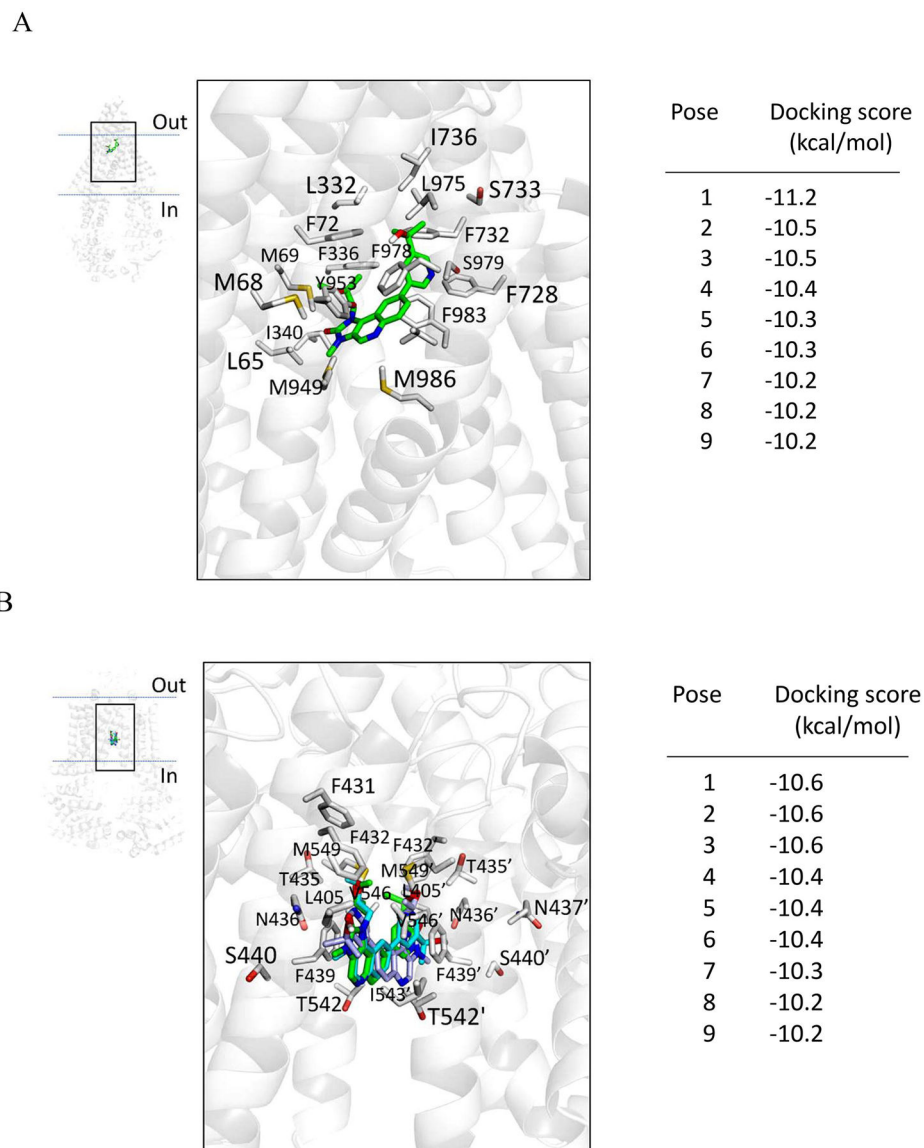 A
Out
In
I736
L332
L975
S733
F72
F732
M69
F336
F978
S979
M68
Y953
F728
I340
F983
L65
M949
M986
Pose Docking score
(kcal/mol)
1 -11.2
2 -10.5
3 -10.5
4 -10.4
5 -10.3
6 -10.3
7 -10.2
8 -10.2
9 -10.2
B
Out
In
F431
F432
F432’
M549
M549’
T435
T435’
L405
L405’
N436
N436’
N437’
S440
F439
F439’
S440’
I543’
T542
T542'
Pose Docking score
(kcal/mol)
1 -10.6
2 -10.6
3 -10.6
4 -10.4
5 -10.4
6 -10.4
7 -10.3
8 -10.2
9 -10.2